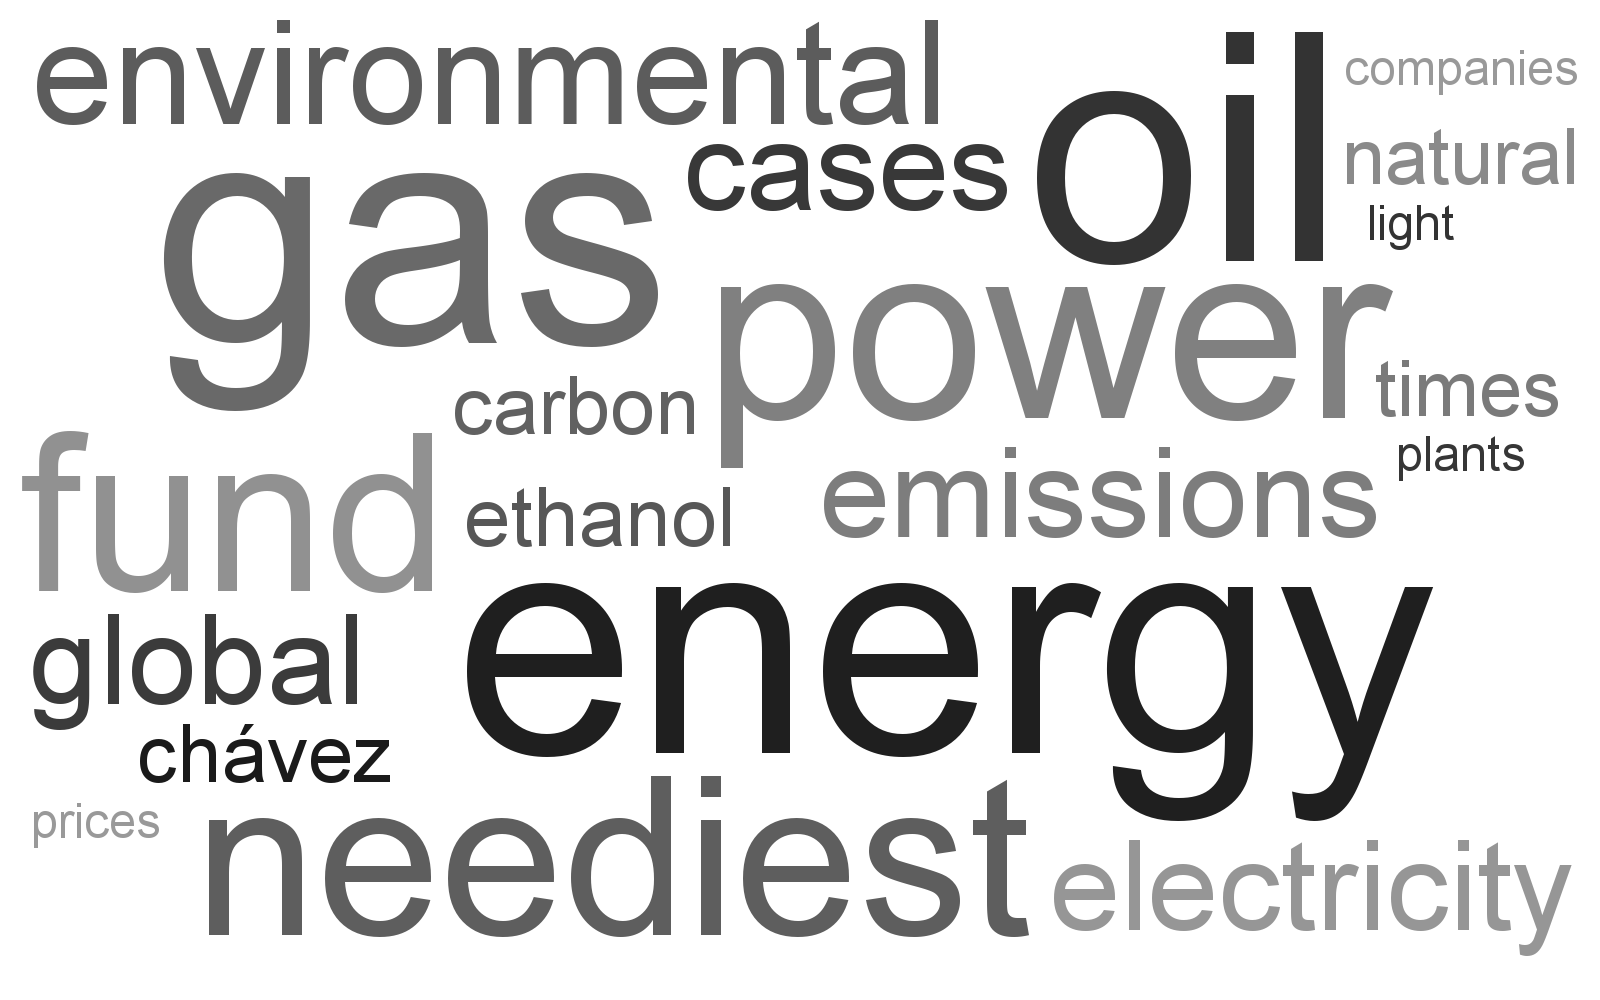 environmental
oil
companies
gas
cases
natural
light
power
carbon
times
fund
emissions
plants
ethanol
energy
global
chávez
prices
neediest
electricity